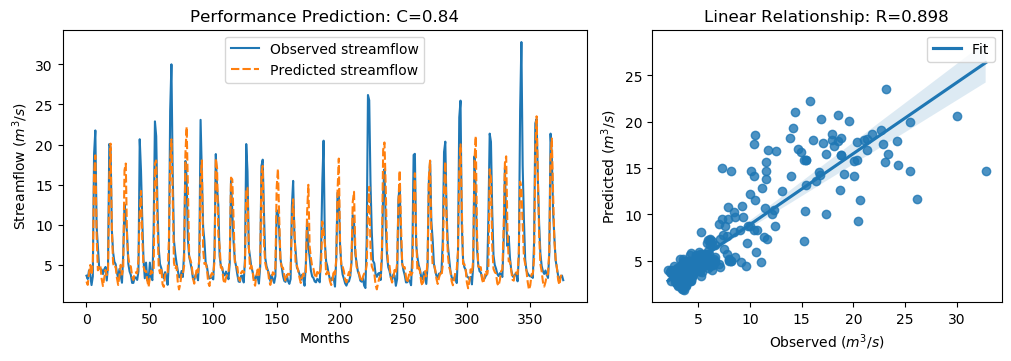 Performance Prediction: C=0.84
Observed streamflow
Predicted streamflow
Streamflow (m³/s)
30
25
20
15
10
5
0
50
100
150
200
250
300
350
Months
Linear Relationship: R=0.898
Fit
Predicted (m³/s)
25
20
15
10
5
5
10
15
20
25
30
Observed (m³/s)